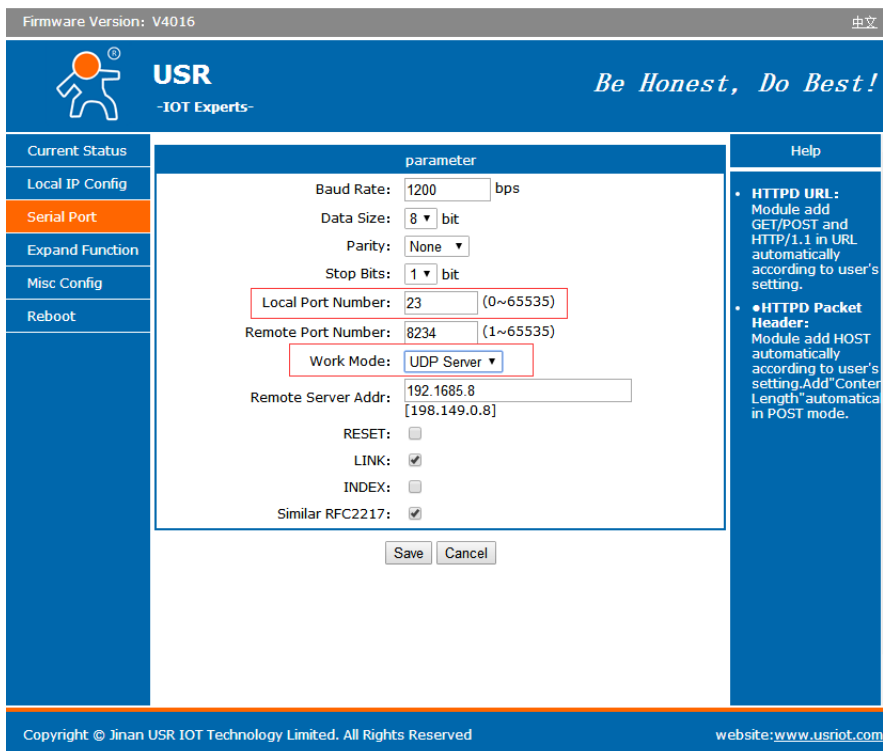 Firmware Version: V4016
中文
®
USR
-IOT Experts-
Be Honest, Do Best!
Current Status
Local IP Config
Serial Port
Expand Function
Misc Config
Reboot
parameter
Baud Rate: 1200 bps
Data Size: 8 bit
Parity: None
Stop Bits: 1 bit
Local Port Number: 23 (0~65535)
Remote Port Number: 8234 (1~65535)
Work Mode: UDP Server
Remote Server Addr: 192.1685.8
[198.149.0.8]
RESET:
LINK:
INDEX:
Similar RFC2217:
Save Cancel
Help
• HTTPD URL:
Module add
GET/POST and
HTTP/1.1 in URL
automatically
according to user's
setting.
• ●HTTPD Packet
Header:
Module add HOST
automatically
according to user's
setting.Add"Conter
Length"automatica
in POST mode.
Copyright © Jinan USR IOT Technology Limited. All Rights Reserved
website:www.usriot.com